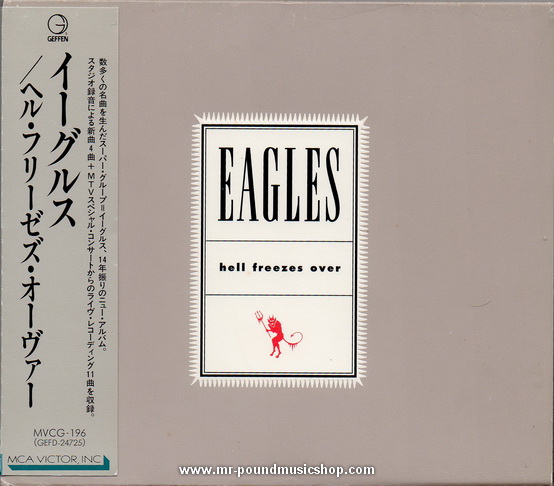 GEFFEN
イーグルス
/ヘル・フリーゼズ・オーヴァー
数多くの名曲を生んだスーパー・グループ=イーグルス、14年振りのニュー・アルバム。
スタジオ録音による新曲4曲+MTVスペシャル・コンサートからのライヴ・レコーディング11曲を収録。
MVCG-196
(GEFD-24725)
MCA VICTOR, INC.
EAGLES
hell freezes over
www.mr-poundmusicshop.com